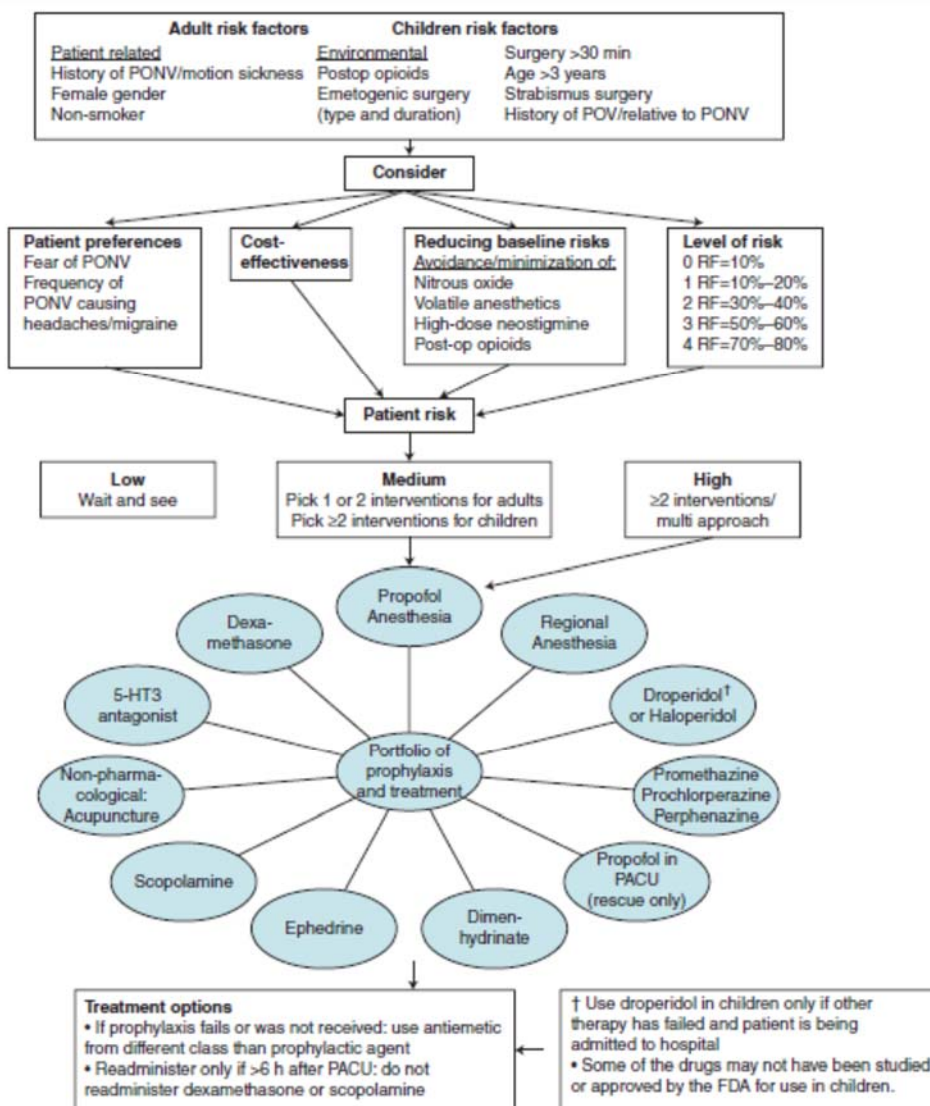 Adult risk factors
Children risk factors
Patient related
History of PONV/motion sickness
Female gender
Non-smoker
Environmental
Postop opioids
Emetogenic surgery
(type and duration)
Surgery >30 min
Age >3 years
Strabismus surgery
History of POV/relative to PONV
Consider
Patient preferences
Fear of PONV
Frequency of
PONV causing
headaches/migraine
Cost-
effectiveness
Reducing baseline risks
Avoidance/minimization of:
Nitrous oxide
Volatile anesthetics
High-dose neostigmine
Post-op opioids
Level of risk
0 RF=10%
1 RF=10%–20%
2 RF=30%–40%
3 RF=50%–60%
4 RF=70%–80%
Patient risk
Low
Wait and see
Medium
Pick 1 or 2 interventions for adults
Pick ≥2 interventions for children
High
≥2 interventions/
multi approach
Propofol
Anesthesia
Dexa-
methasone
Regional
Anesthesia
5-HT3
antagonist
Droperidol†
or Haloperidol
Portfolio of
prophylaxis
and treatment
Non-pharma-
cological:
Acupuncture
Promethazine
Prochlorperazine
Perphenazine
Scopolamine
Propofol in
PACU
(rescue only)
Ephedrine
Dimen-
hydrinate
Treatment options
• If prophylaxis fails or was not received: use antiemetic
from different class than prophylactic agent
• Readminister only if >6 h after PACU: do not
readminister dexamethasone or scopolamine
† Use droperidol in children only if other
therapy has failed and patient is being
admitted to hospital
• Some of the drugs may not have been studied
or approved by the FDA for use in children.